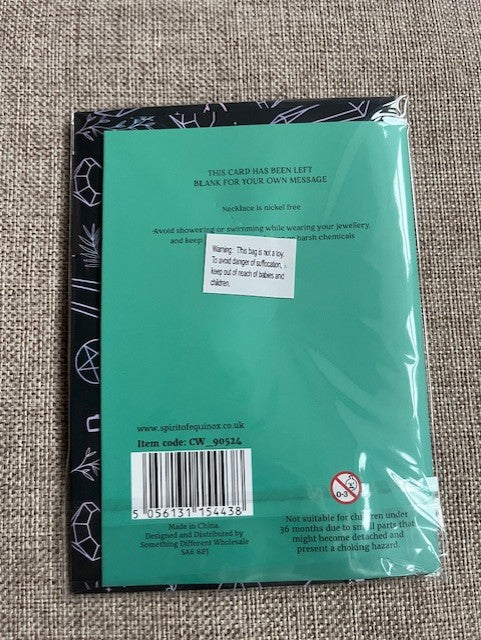 THIS CARD HAS BEEN LEFT
BLANK FOR YOUR OWN MESSAGE
Necklace is nickel free
Avoid showering or swimming while wearing your jewellery,
and keep harsh chemicals
Warning: This bag is not a toy.
To avoid danger of suffocation,
keep out of reach of babies and
children.
www.spiritofequinox.co.uk
Item code: CW_90524
5 056131 154438
0-3
Made in China
Designed and Distributed by
Something Different Wholesale
SA6 8PJ
Not suitable for children under
36 months due to small parts that
might become detached and
present a choking hazard.